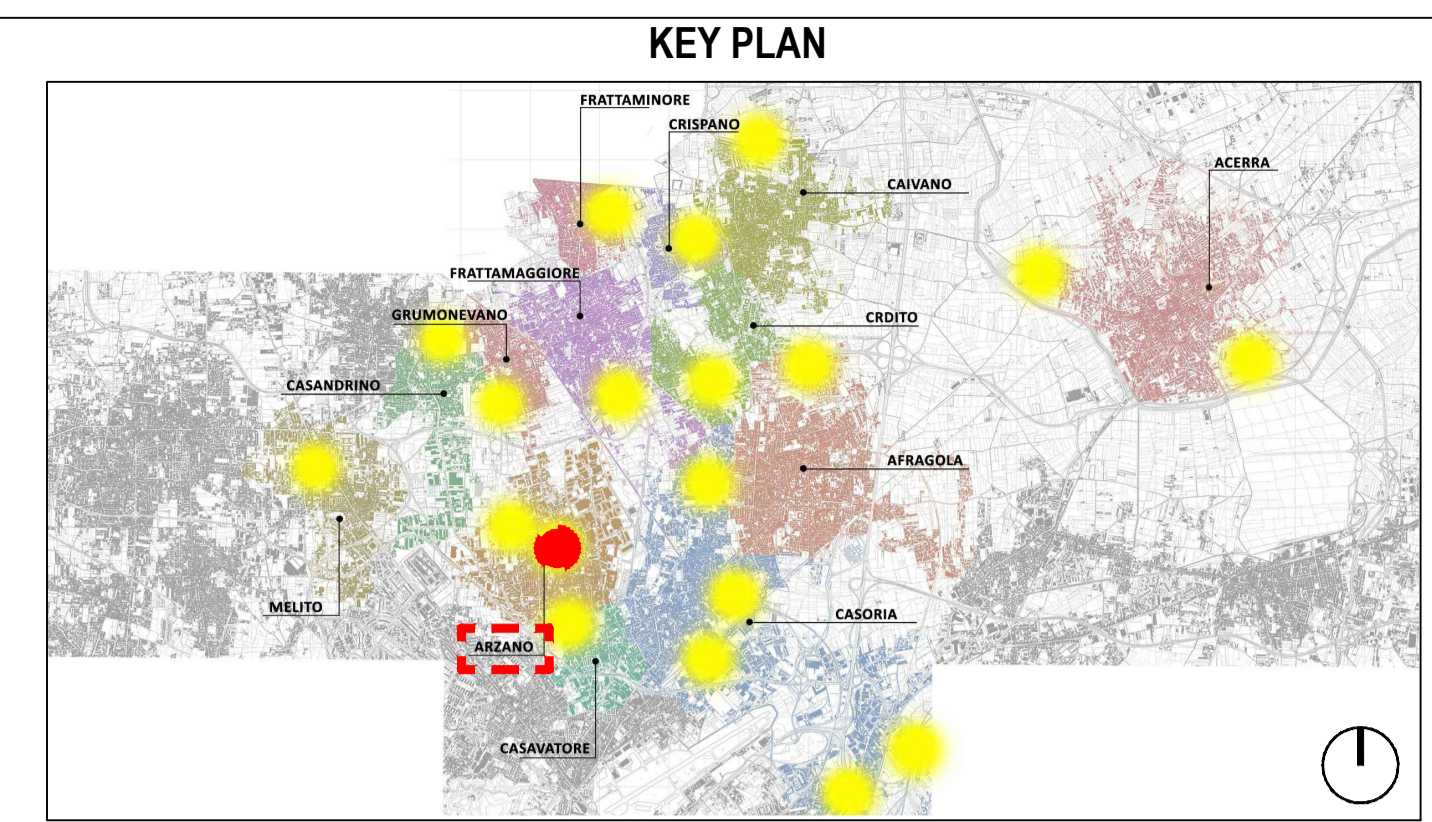 KEY PLAN
FRATTAMINORE
CRISPANO
ACERRA
CAIVANO
FRATTAMAGGIORE
GRUMONEVANO
CRDITO
CASANDRINO
AFRAGOLA
MELITO
CASORIA
ARZANO
CASAVATORE